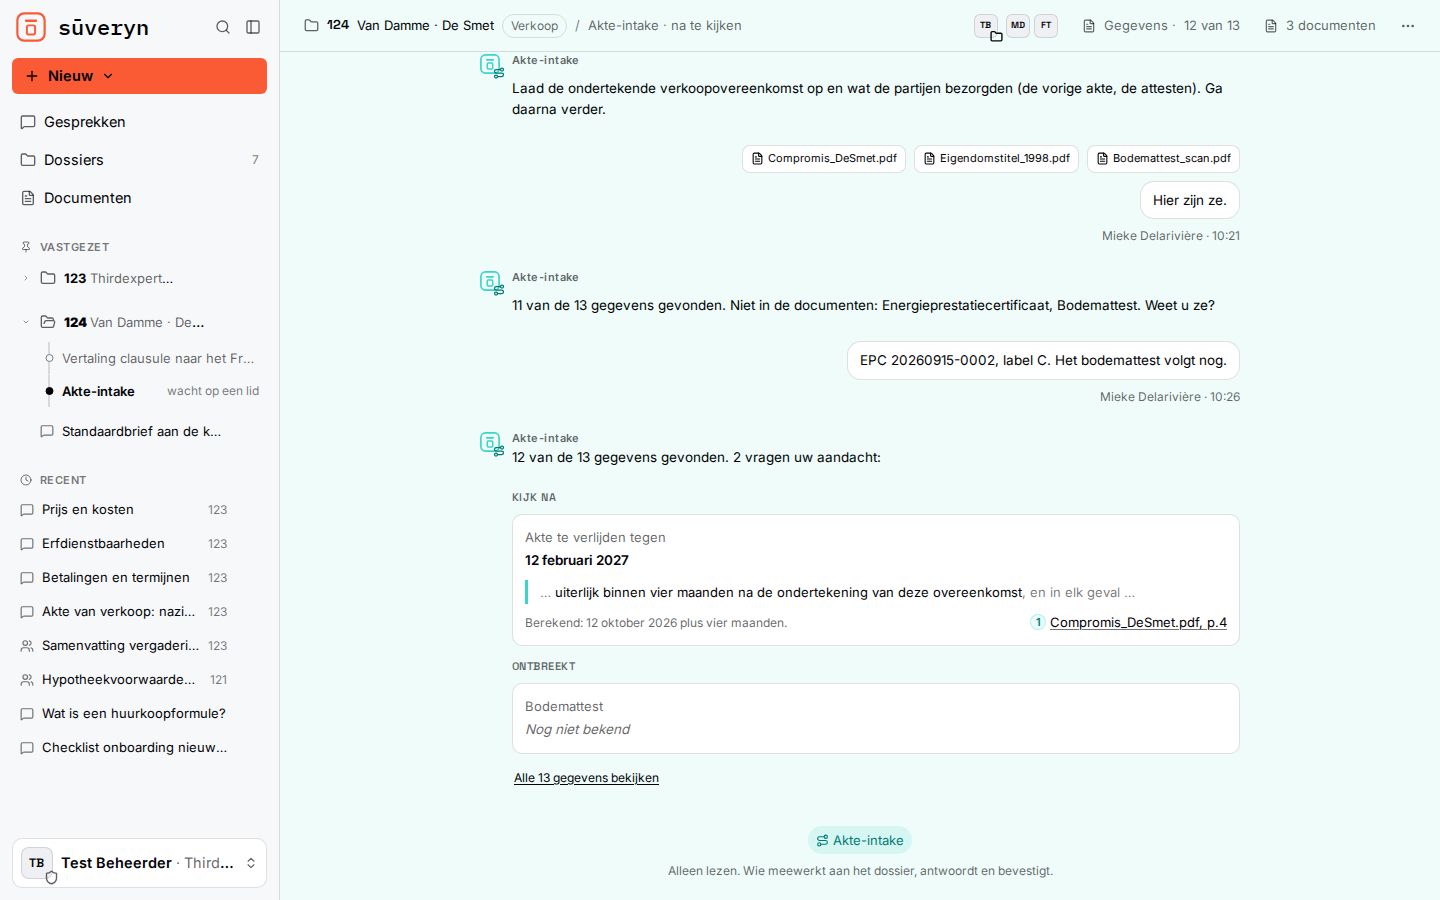 sūveryn
Nieuw
Gesprekken
Dossiers 7
Documenten
VASTGEZET
123 Thirdexpert...
124 Van Damme · De...
Vertaling clausule naar het Fr...
Akte-intake wacht op een lid
Standaardbrief aan de k...
RECENT
Prijs en kosten 123
Erfdienstbaarheden 123
Betalingen en termijnen 123
Akte van verkoop: nazi... 123
Samenvatting vergaderi... 123
Hypotheekvoorwaarde... 121
Wat is een huurkoopformule?
Checklist onboarding nieuw...
TB Test Beheerder · Third...
124 Van Damme · De Smet Verkoop / Akte-intake · na te kijken
TB MD FT Gegevens · 12 van 13 3 documenten
Akte-intake
Laad de ondertekende verkoopovereenkomst op en wat de partijen bezorgden (de vorige akte, de attesten). Ga
daarna verder.
Compromis_DeSmet.pdf Eigendomstitel_1998.pdf Bodemattest_scan.pdf
Hier zijn ze.
Mieke Delarivière · 10:21
Akte-intake
11 van de 13 gegevens gevonden. Niet in de documenten: Energieprestatiecertificaat, Bodemattest. Weet u ze?
EPC 20260915-0002, label C. Het bodemattest volgt nog.
Mieke Delarivière · 10:26
Akte-intake
12 van de 13 gegevens gevonden. 2 vragen uw aandacht:
KIJK NA
Akte te verlijden tegen
12 februari 2027
... uiterlijk binnen vier maanden na de ondertekening van deze overeenkomst, en in elk geval ...
Berekend: 12 oktober 2026 plus vier maanden. 1 Compromis_DeSmet.pdf, p.4
ONTBREEKT
Bodemattest
Nog niet bekend
Alle 13 gegevens bekijken
Akte-intake
Alleen lezen. Wie meewerkt aan het dossier, antwoordt en bevestigt.